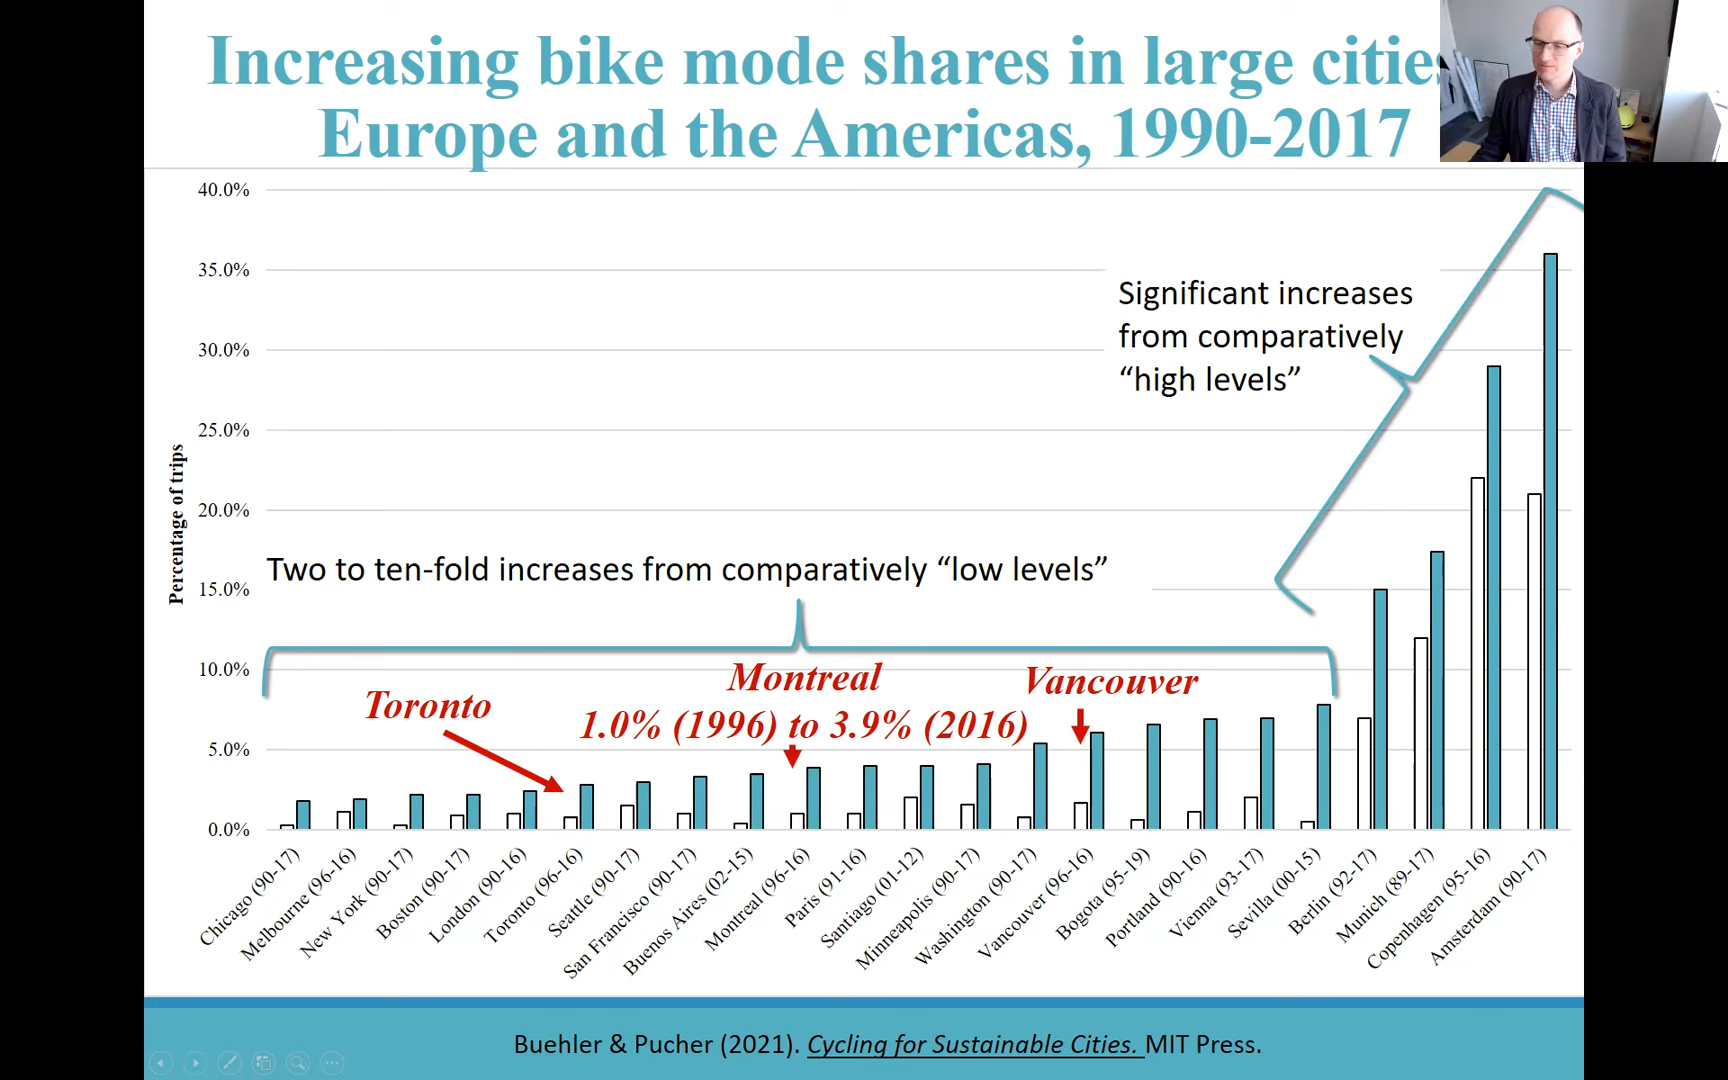 Increasing bike mode shares in large cities
Europe and the Americas, 1990-2017
40.0%
35.0%
30.0%
25.0%
20.0%
15.0%
10.0%
5.0%
0.0%
Percentage of trips
Significant increases
from comparatively
“high levels”
Two to ten-fold increases from comparatively “low levels”
Toronto
Montreal
1.0% (1996) to 3.9% (2016)
Vancouver
Chicago (90-17)
Melbourne (96-16)
New York (90-17)
Boston (90-17)
London (90-16)
Toronto (96-16)
Seattle (90-17)
San Francisco (90-17)
Buenos Aires (02-15)
Montreal (96-16)
Paris (91-16)
Santiago (01-12)
Minneapolis (90-17)
Washington (90-17)
Vancouver (96-16)
Bogota (95-19)
Portland (90-16)
Vienna (93-17)
Sevilla (00-15)
Berlin (92-17)
Munich (89-17)
Copenhagen (95-16)
Amsterdam (90-17)
Buehler & Pucher (2021). Cycling for Sustainable Cities. MIT Press.